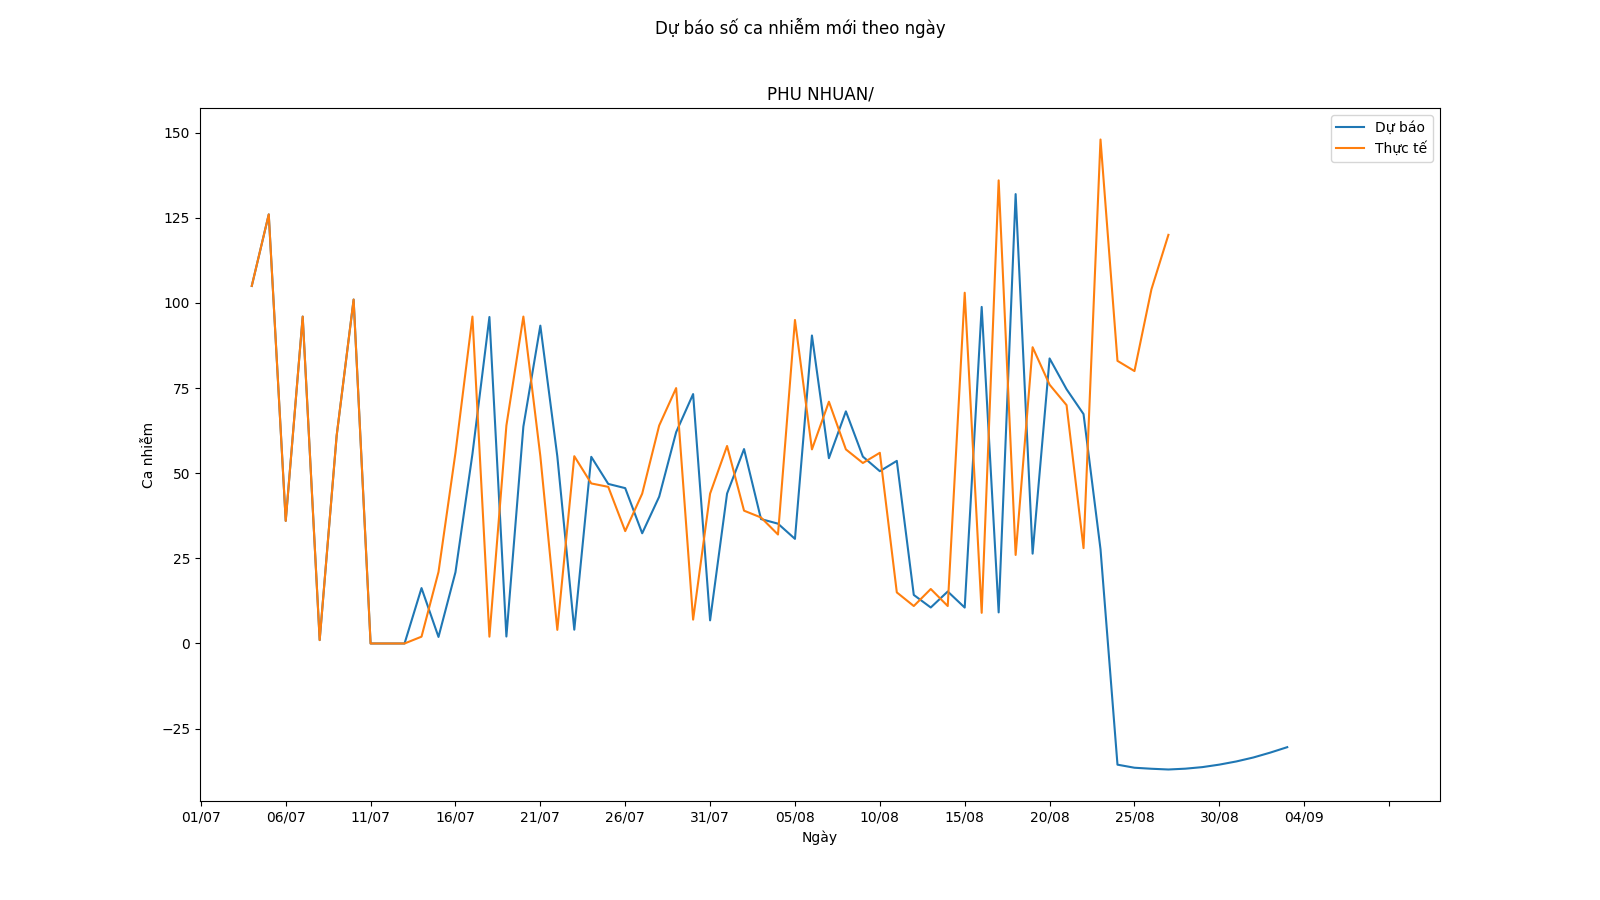 Dự báo số ca nhiễm mới theo ngày
PHU NHUAN/
Dự báo
Thực tế
150
125
100
75
50
25
0
−25
Ca nhiễm
01/07 06/07 11/07 16/07 21/07 26/07 31/07 05/08 10/08 15/08 20/08 25/08 30/08 04/09
Ngày